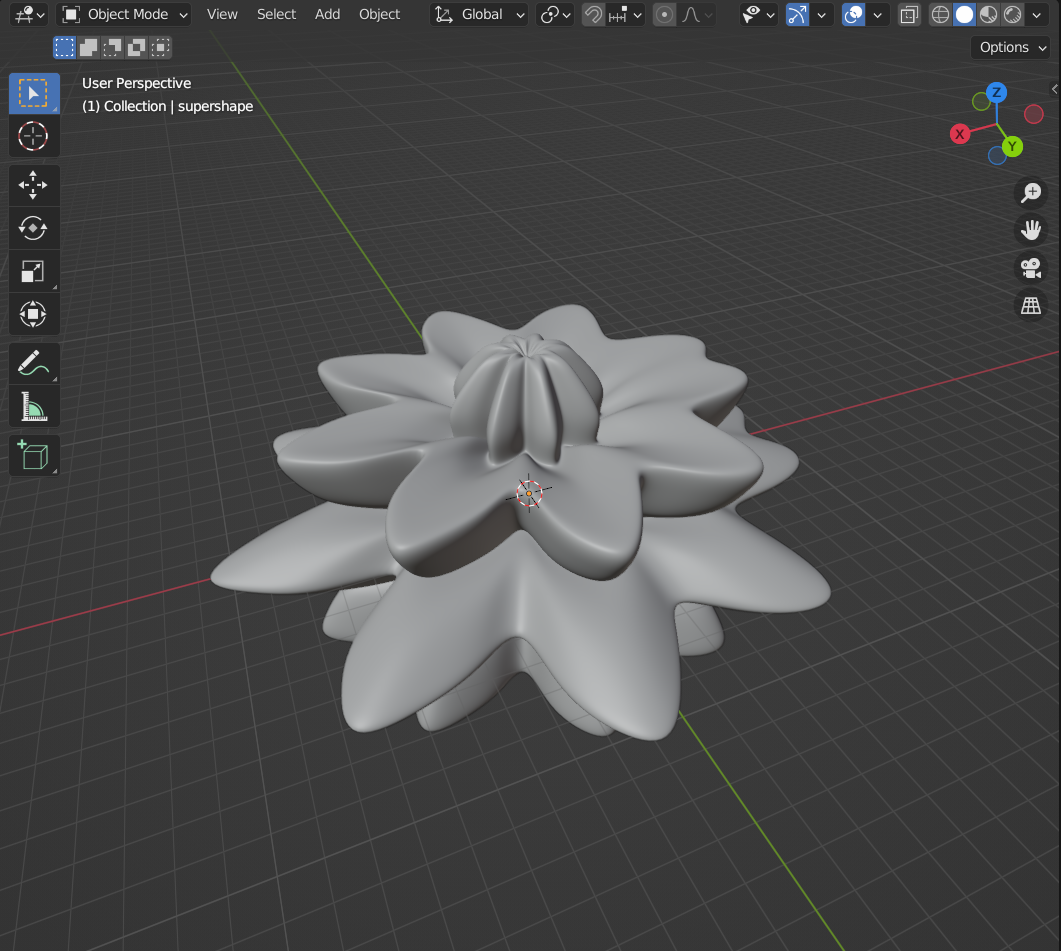 Object Mode View Select Add Object Global
Options
User Perspective
(1) Collection | supershape
Z
X
Y